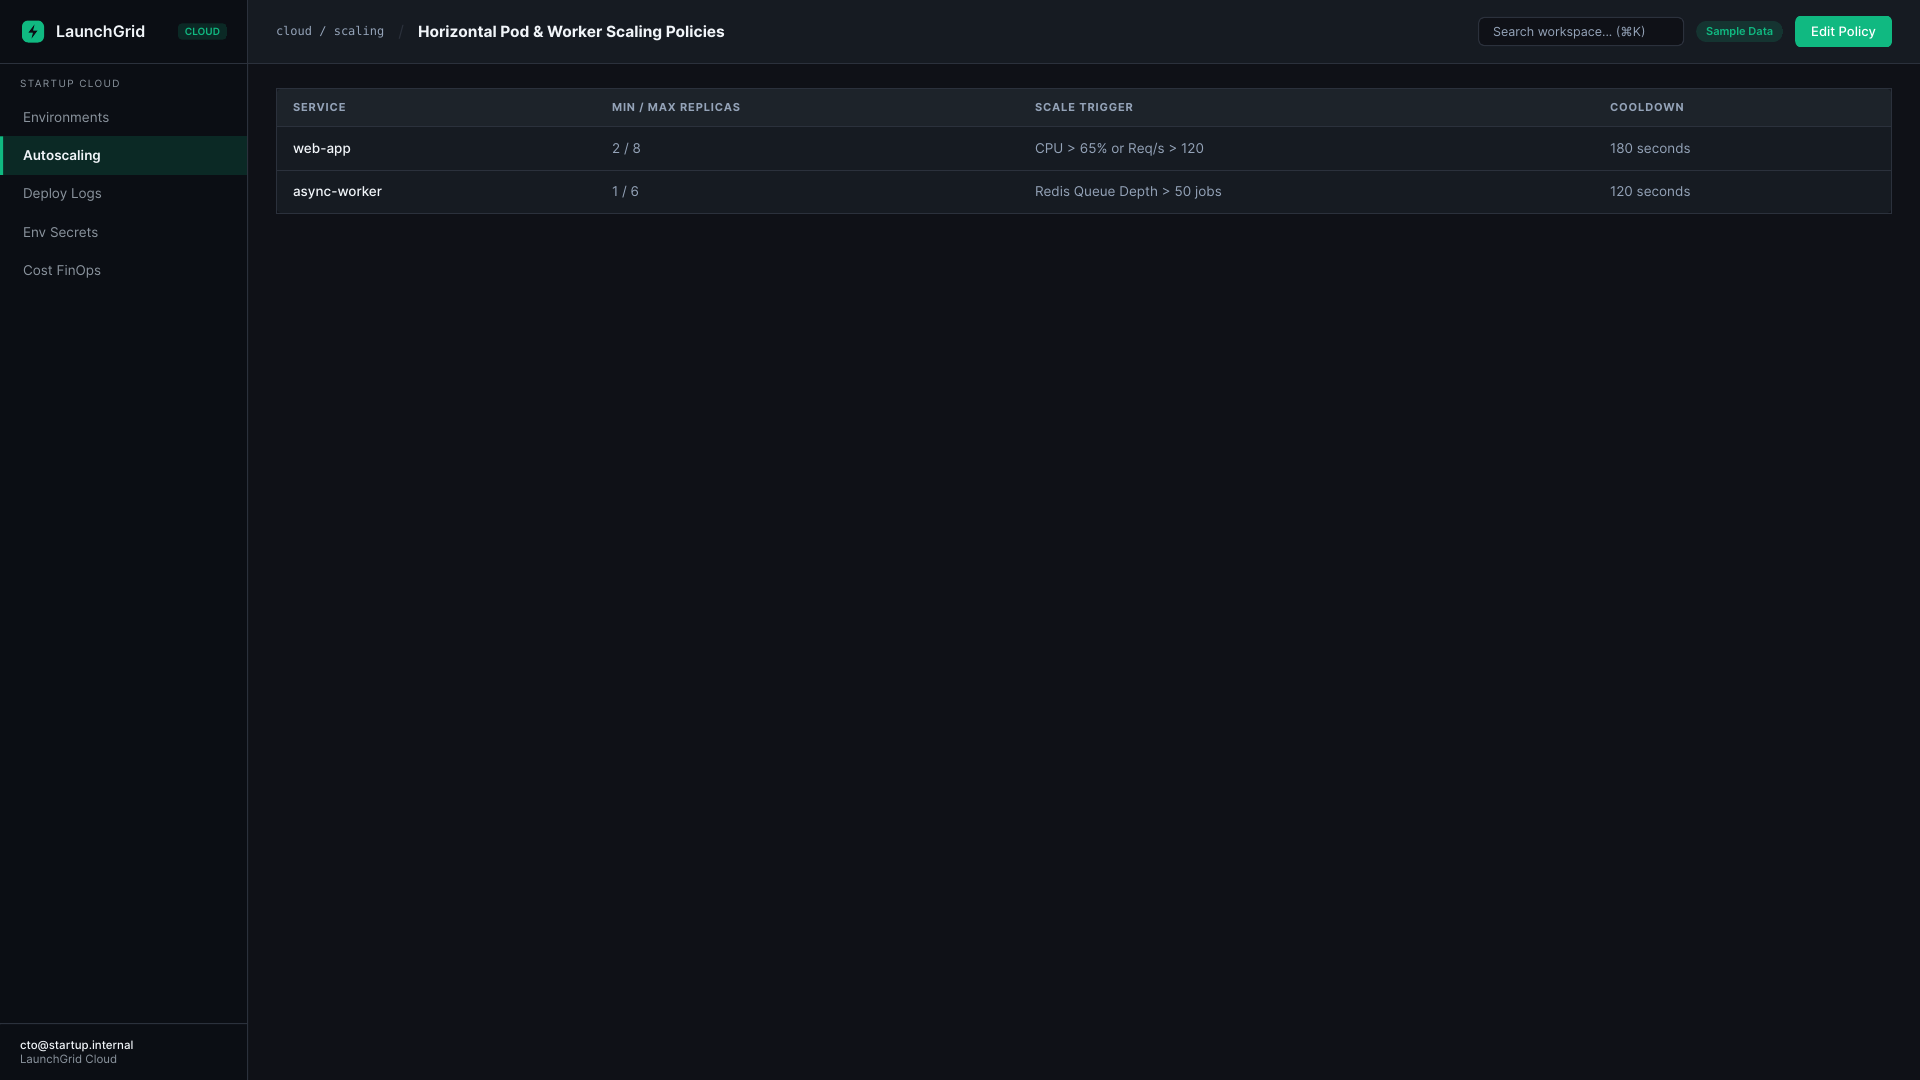 LaunchGrid CLOUD
STARTUP CLOUD
Environments
Autoscaling
Deploy Logs
Env Secrets
Cost FinOps
cto@startup.internal
LaunchGrid Cloud
cloud / scaling / Horizontal Pod & Worker Scaling Policies
Search workspace... (⌘K) Sample Data Edit Policy
SERVICE MIN / MAX REPLICAS SCALE TRIGGER COOLDOWN
web-app 2 / 8 CPU > 65% or Req/s > 120 180 seconds
async-worker 1 / 6 Redis Queue Depth > 50 jobs 120 seconds